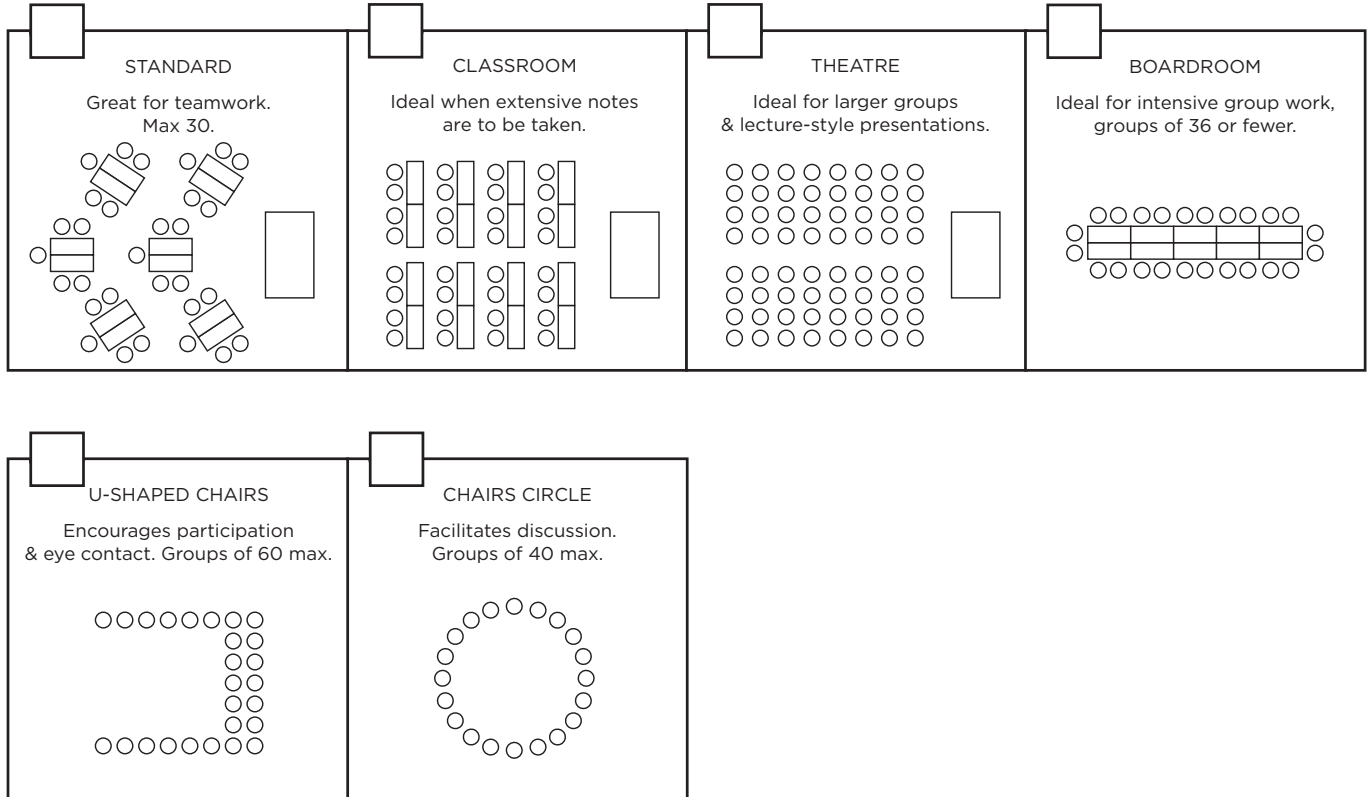 STANDARD
Great for teamwork.
Max 30.
CLASSROOM
Ideal when extensive notes
are to be taken.
THEATRE
Ideal for larger groups
& lecture-style presentations.
BOARDROOM
Ideal for intensive group work,
groups of 36 or fewer.
U-SHAPED CHAIRS
Encourages participation
& eye contact. Groups of 60 max.
CHAIRS CIRCLE
Facilitates discussion.
Groups of 40 max.